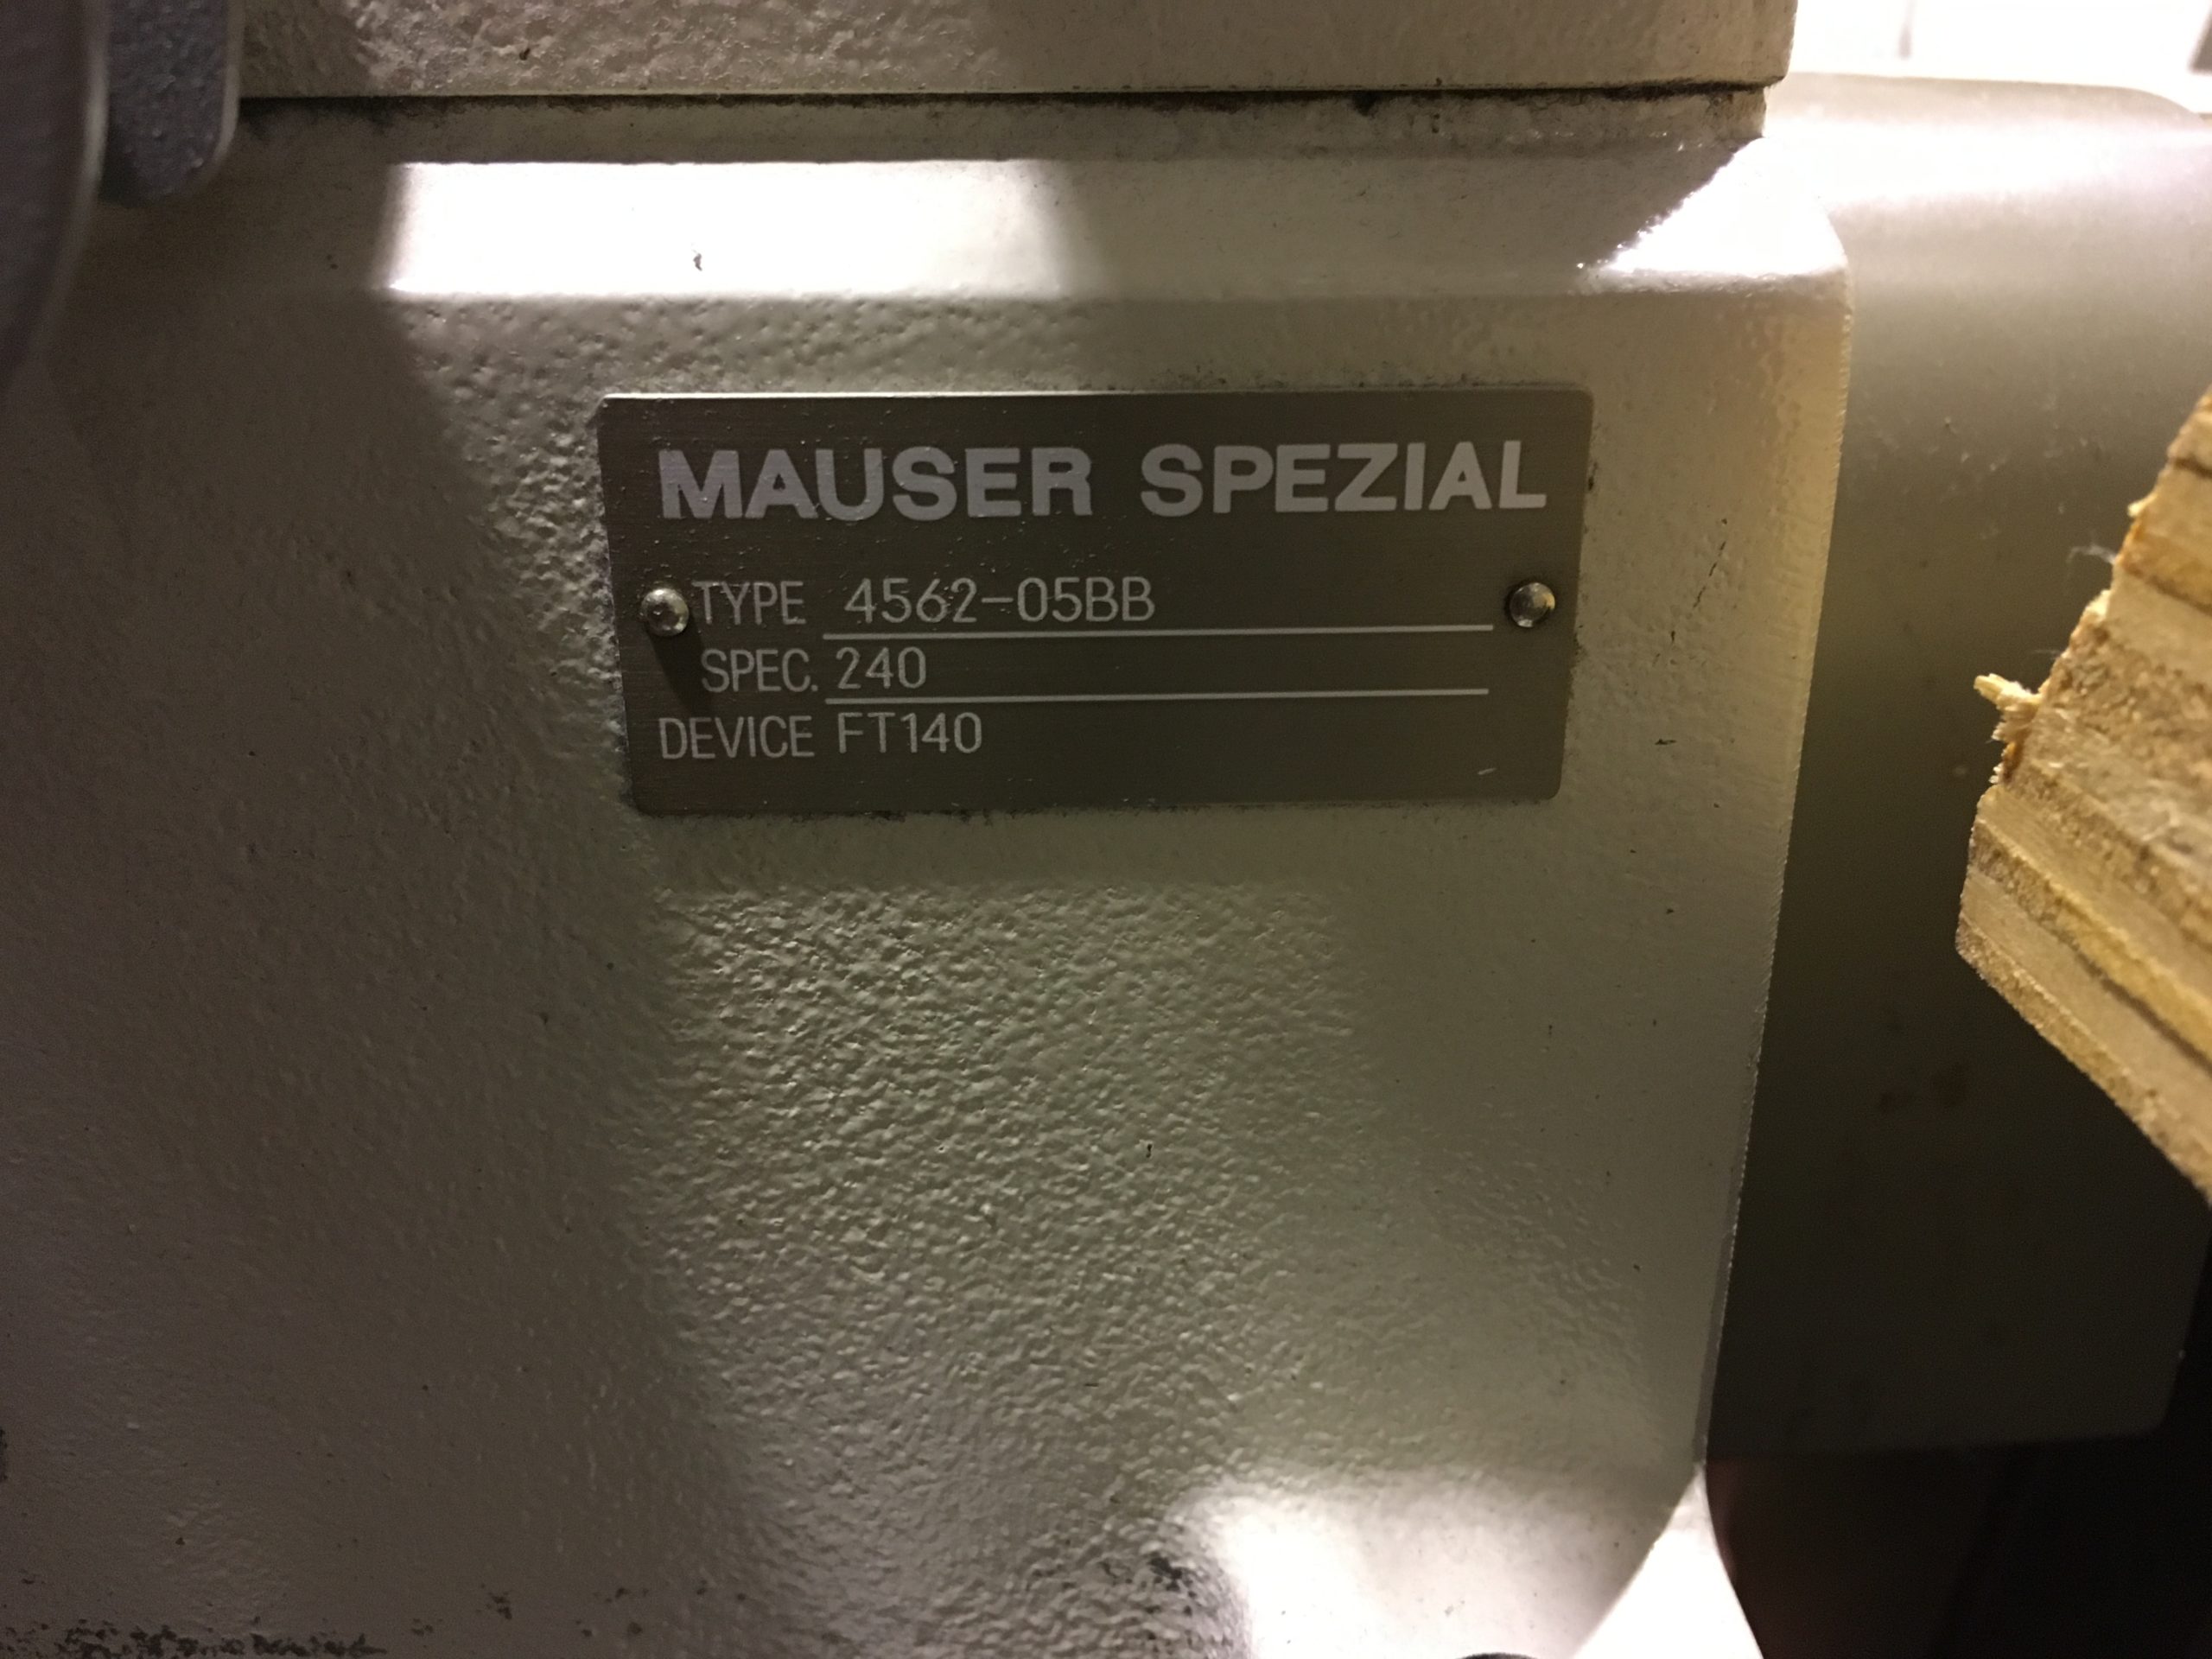 MAUSER SPEZIAL
TYPE 4562-05BB
SPEC. 240
DEVICE FT140